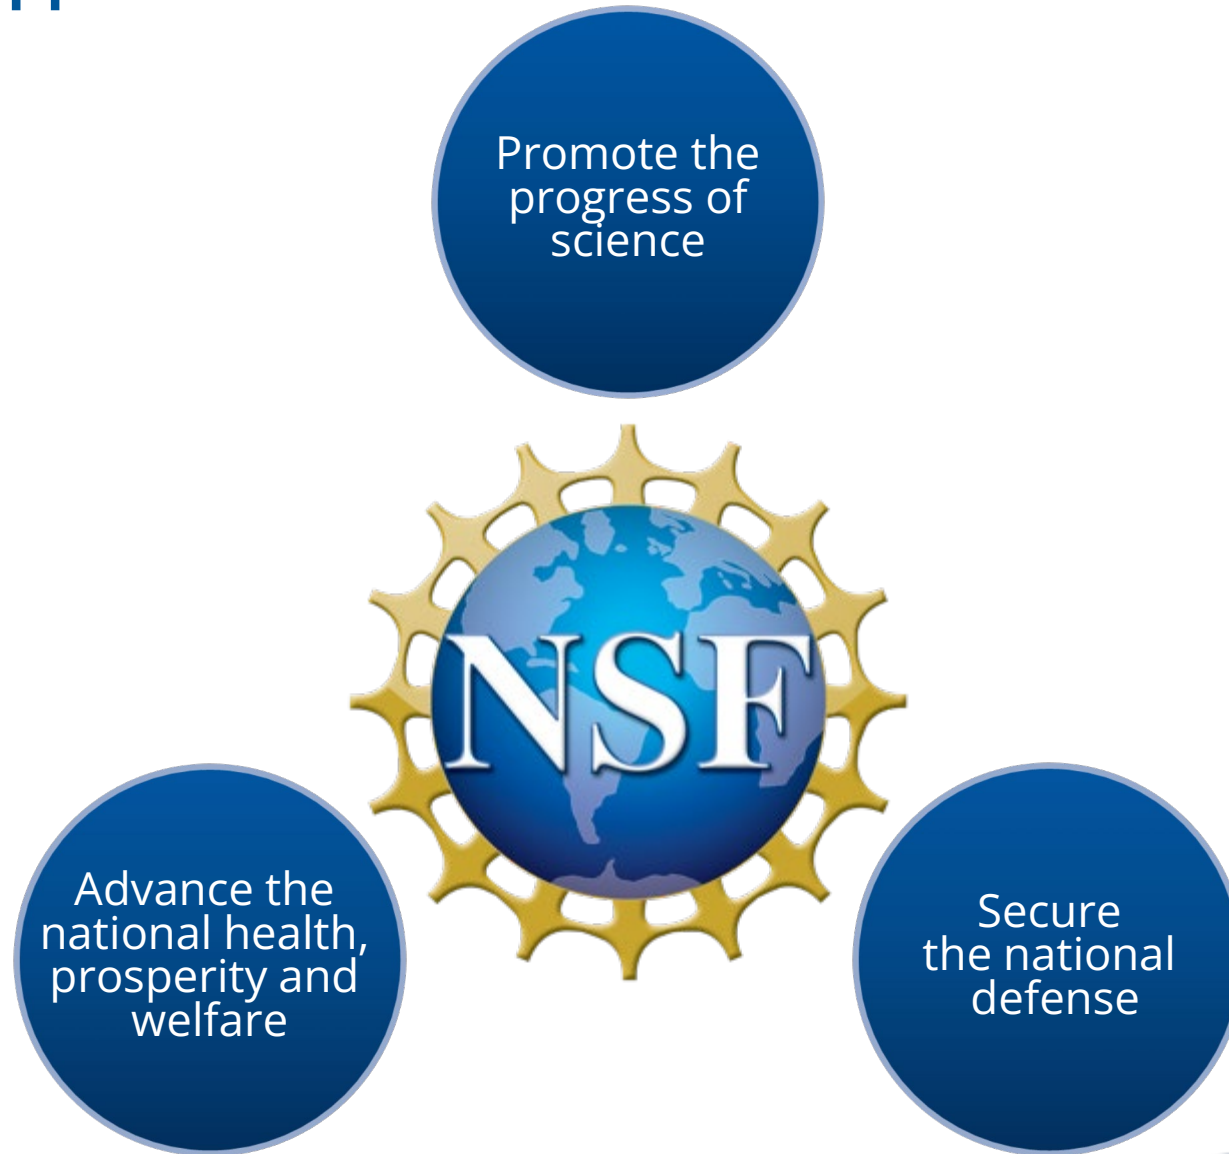 Promote the
progress of
science
NSF
Advance the
national health,
prosperity and
welfare
Secure
the national
defense